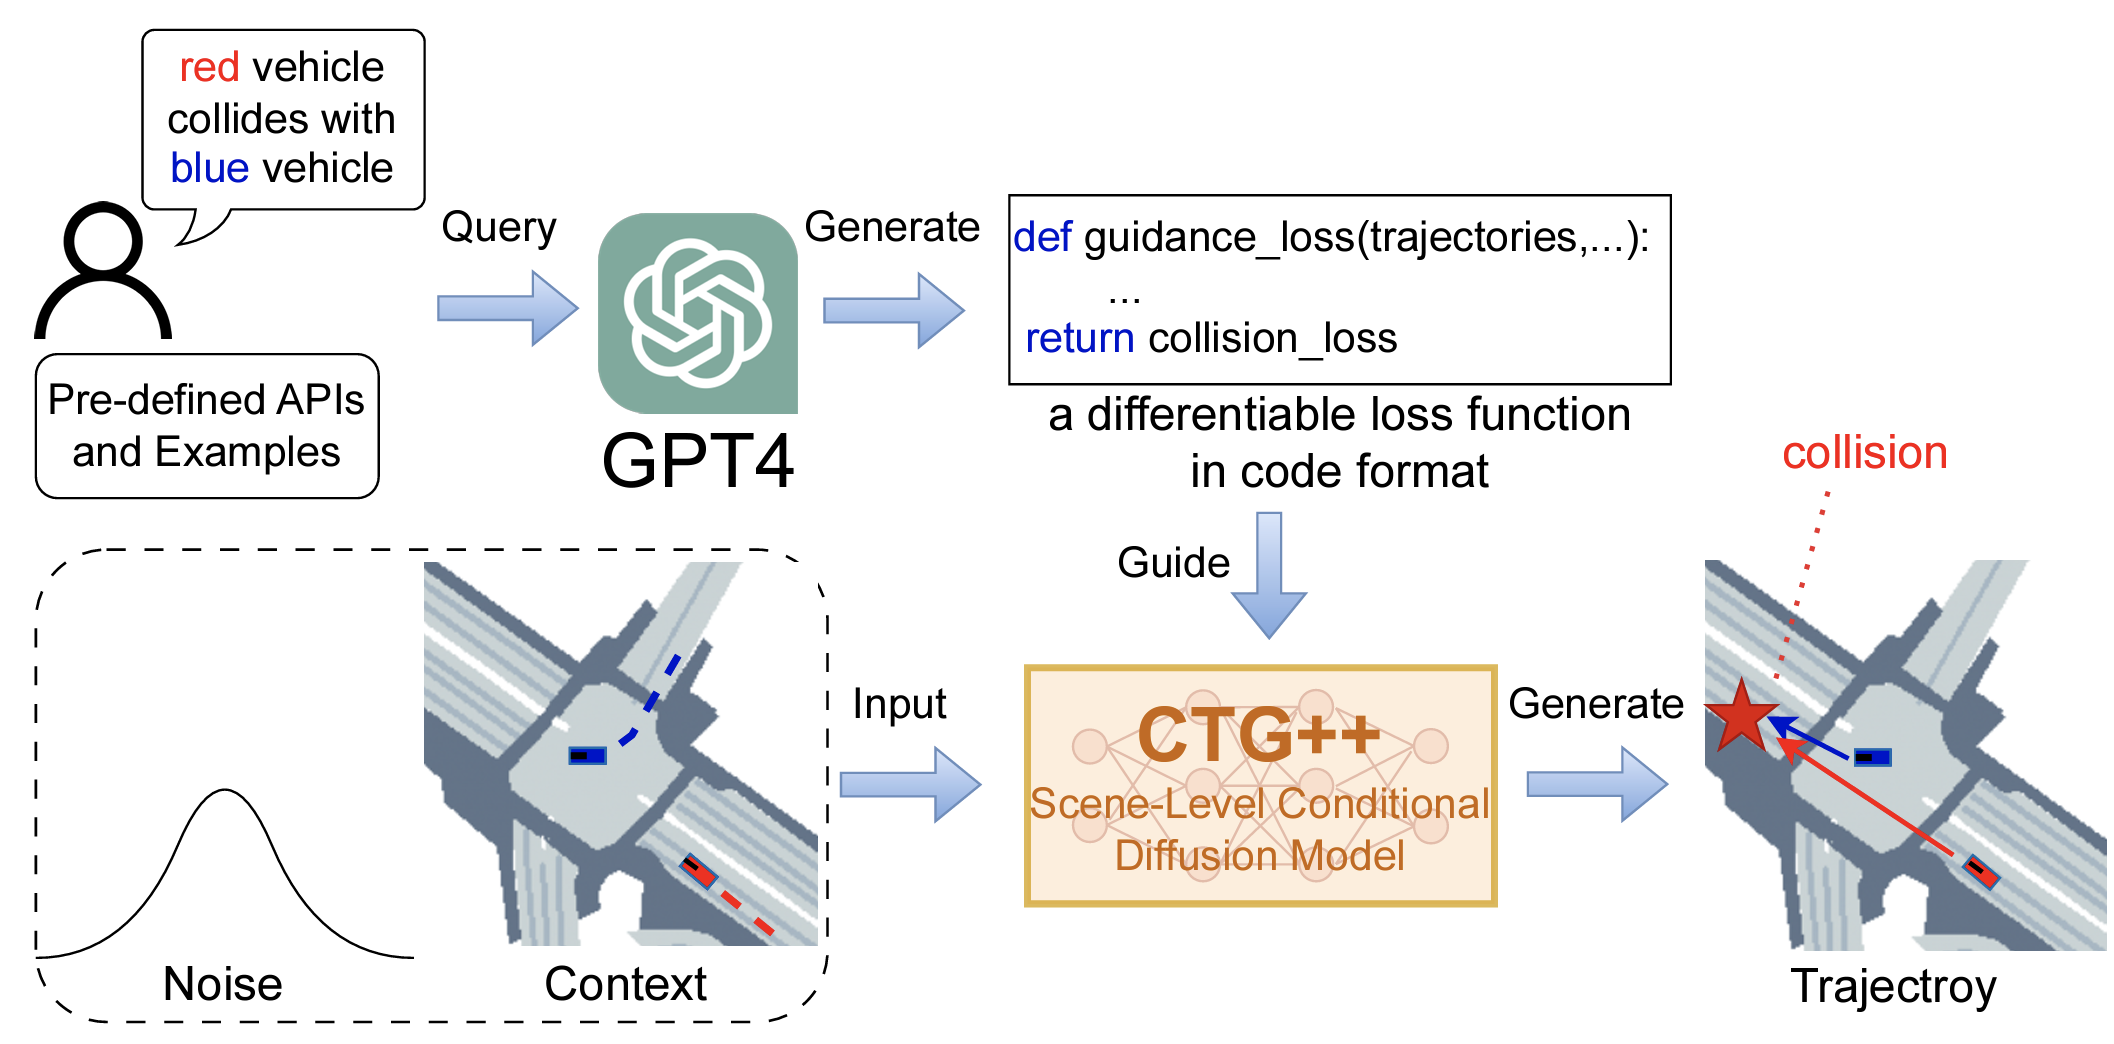 red vehicle
collides with
blue vehicle
Pre-defined APIs
and Examples
Query
GPT4
Generate
def guidance_loss(trajectories,...):
...
return collision_loss
a differentiable loss function
in code format
Guide
Noise
Context
Input
CTG++
Scene-Level Conditional
Diffusion Model
Generate
collision
Trajectroy